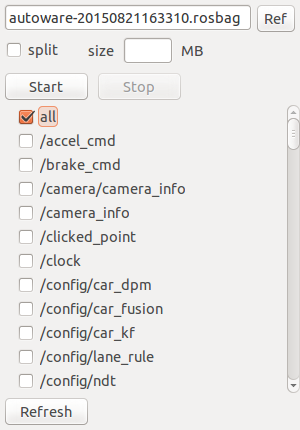 autoware-20150821163310.rosbag Ref
split size MB
Start Stop
all
/accel_cmd
/brake_cmd
/camera/camera_info
/camera_info
/clicked_point
/clock
/config/car_dpm
/config/car_fusion
/config/car_kf
/config/lane_rule
/config/ndt
Refresh